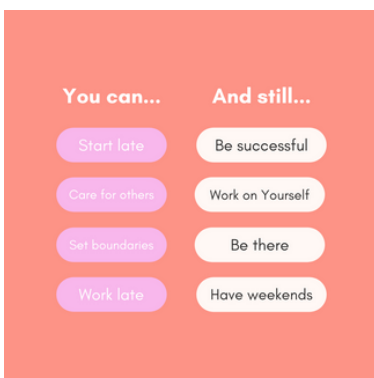 You can... And still...
Start late Be successful
Care for others Work on Yourself
Set boundaries Be there
Work late Have weekends